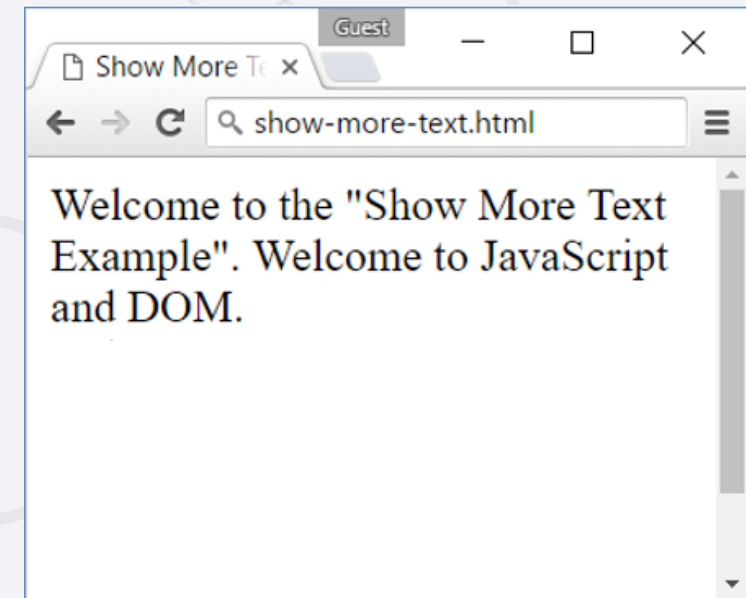 Guest
Show More Te
show-more-text.html
Welcome to the "Show More Text
Example". Welcome to JavaScript
and DOM.